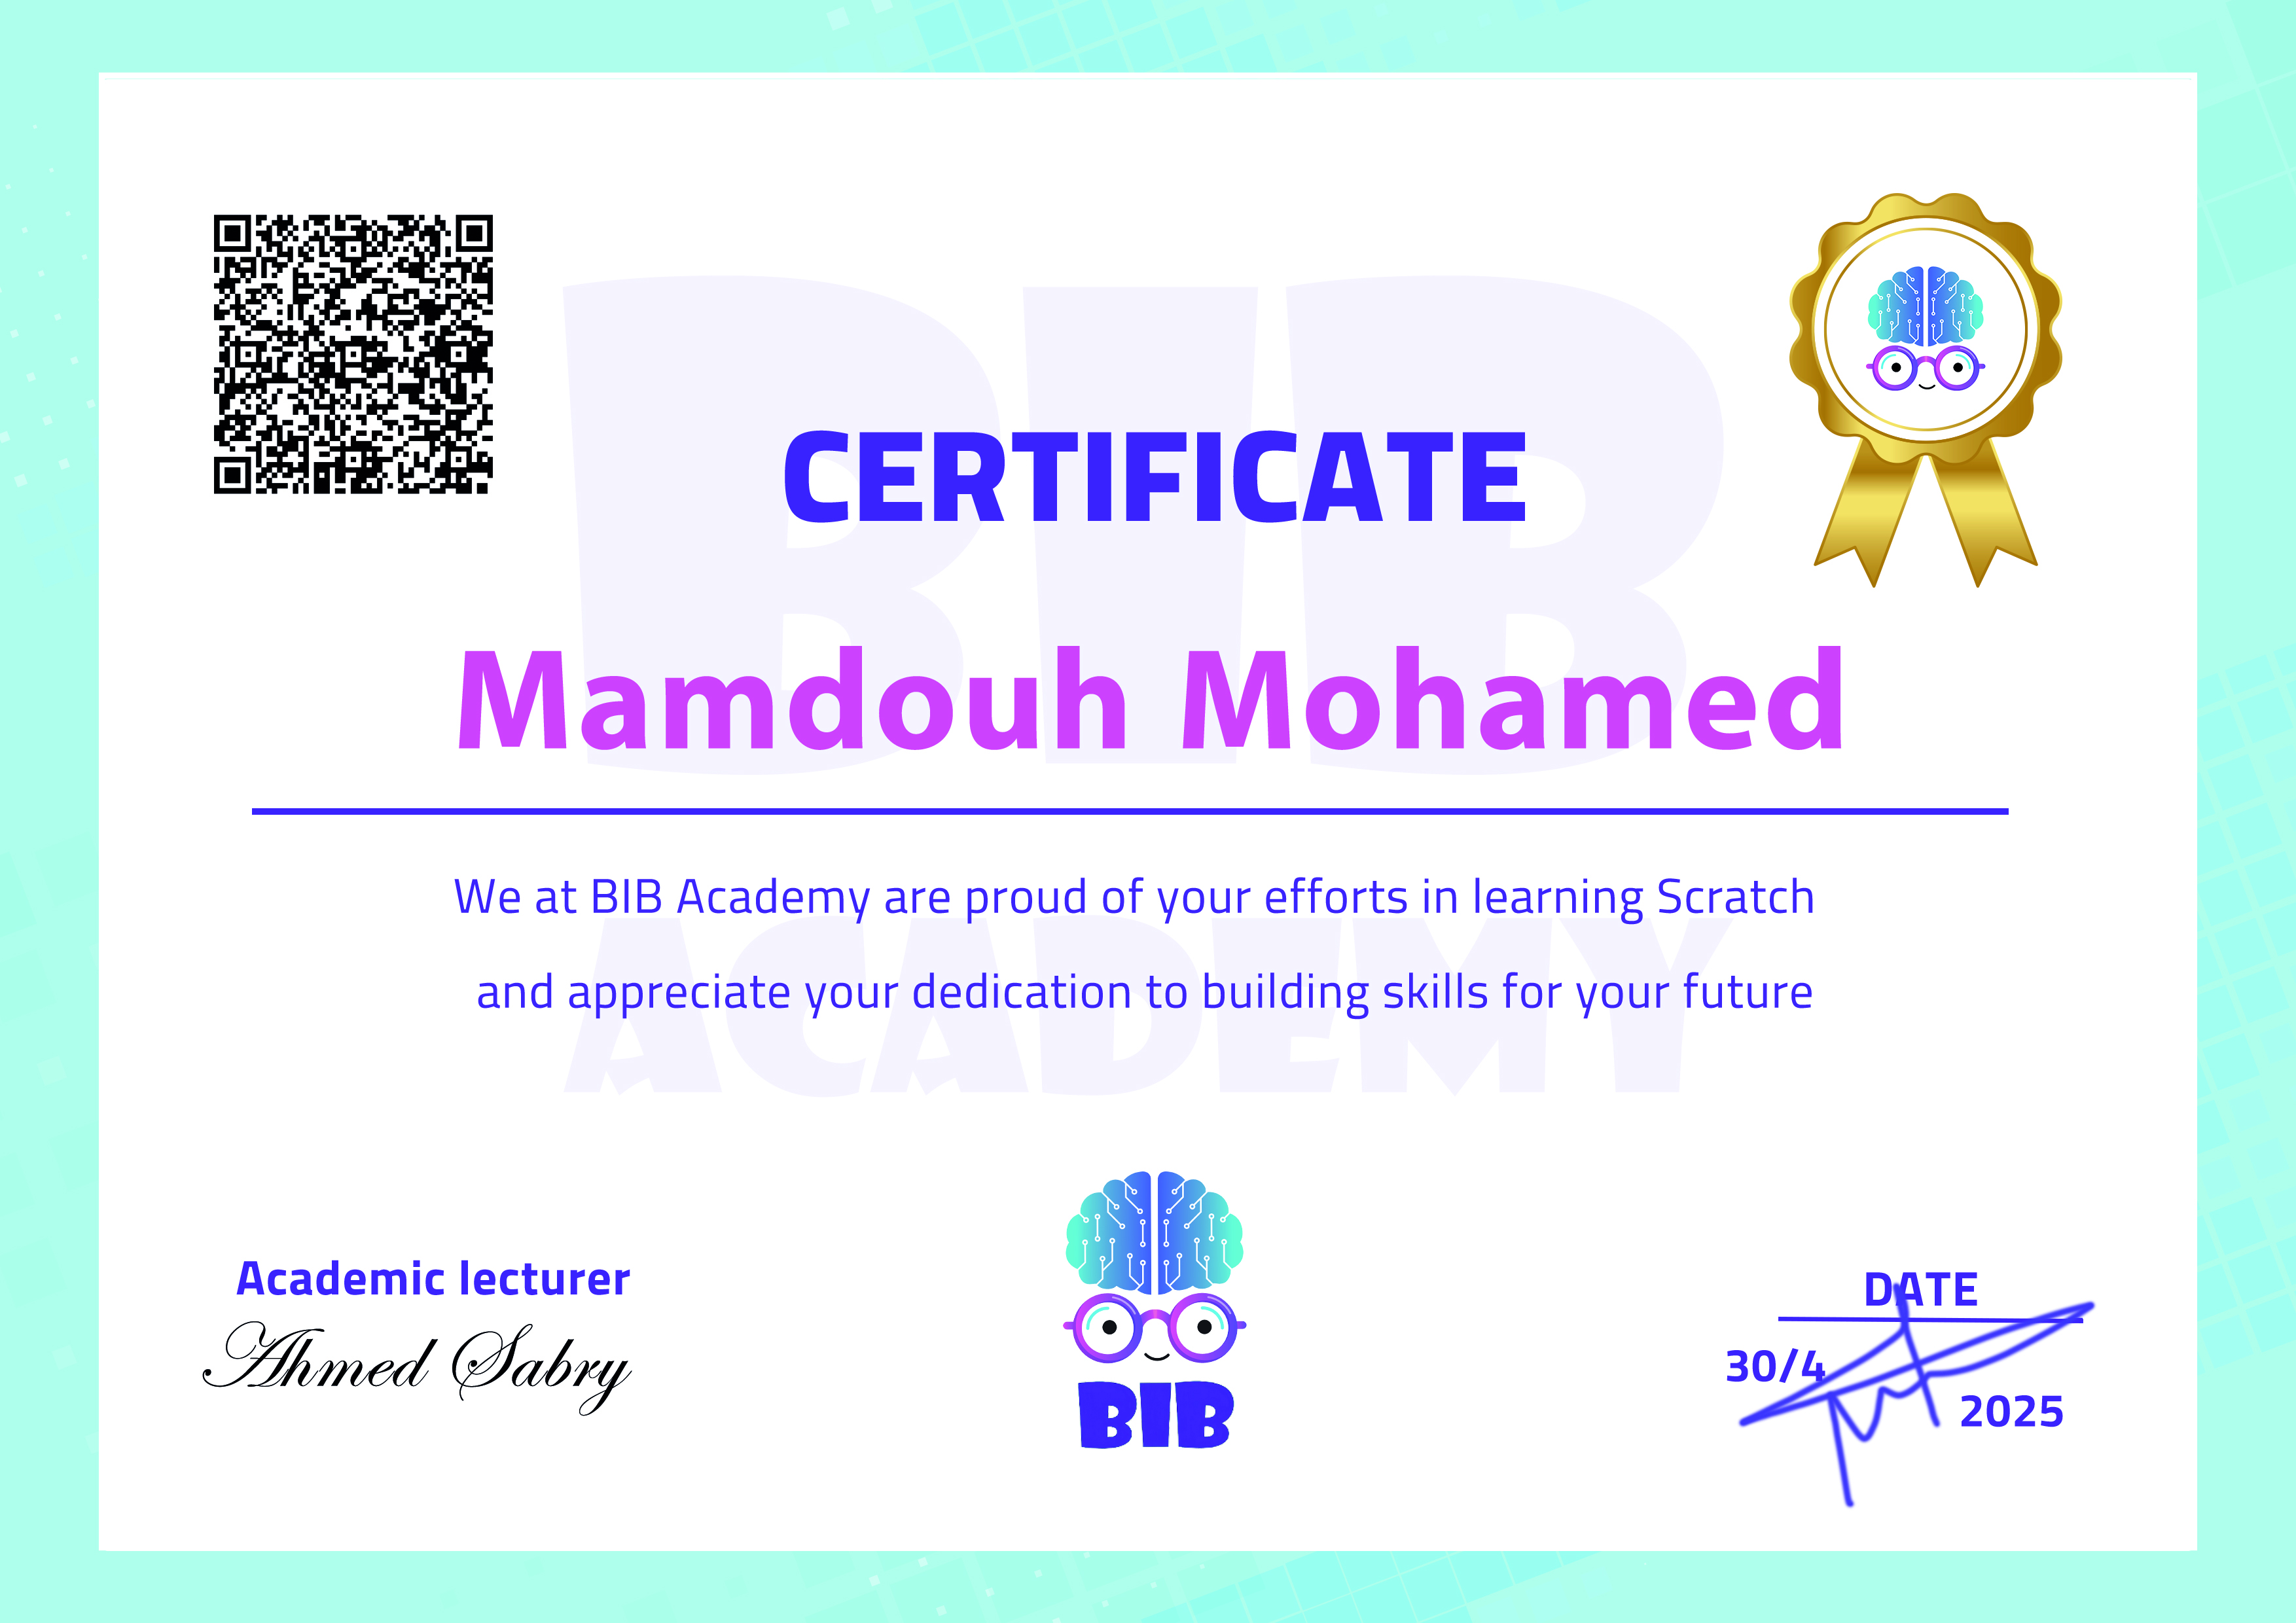 CERTIFICATE
Mamdouh Mohamed
We at BIB Academy are proud of your efforts in learning Scratch
and appreciate your dedication to building skills for your future
BIB
ACADEMY
Academic lecturer
Ahmed Sabry
BIB
DATE
30/4
2025